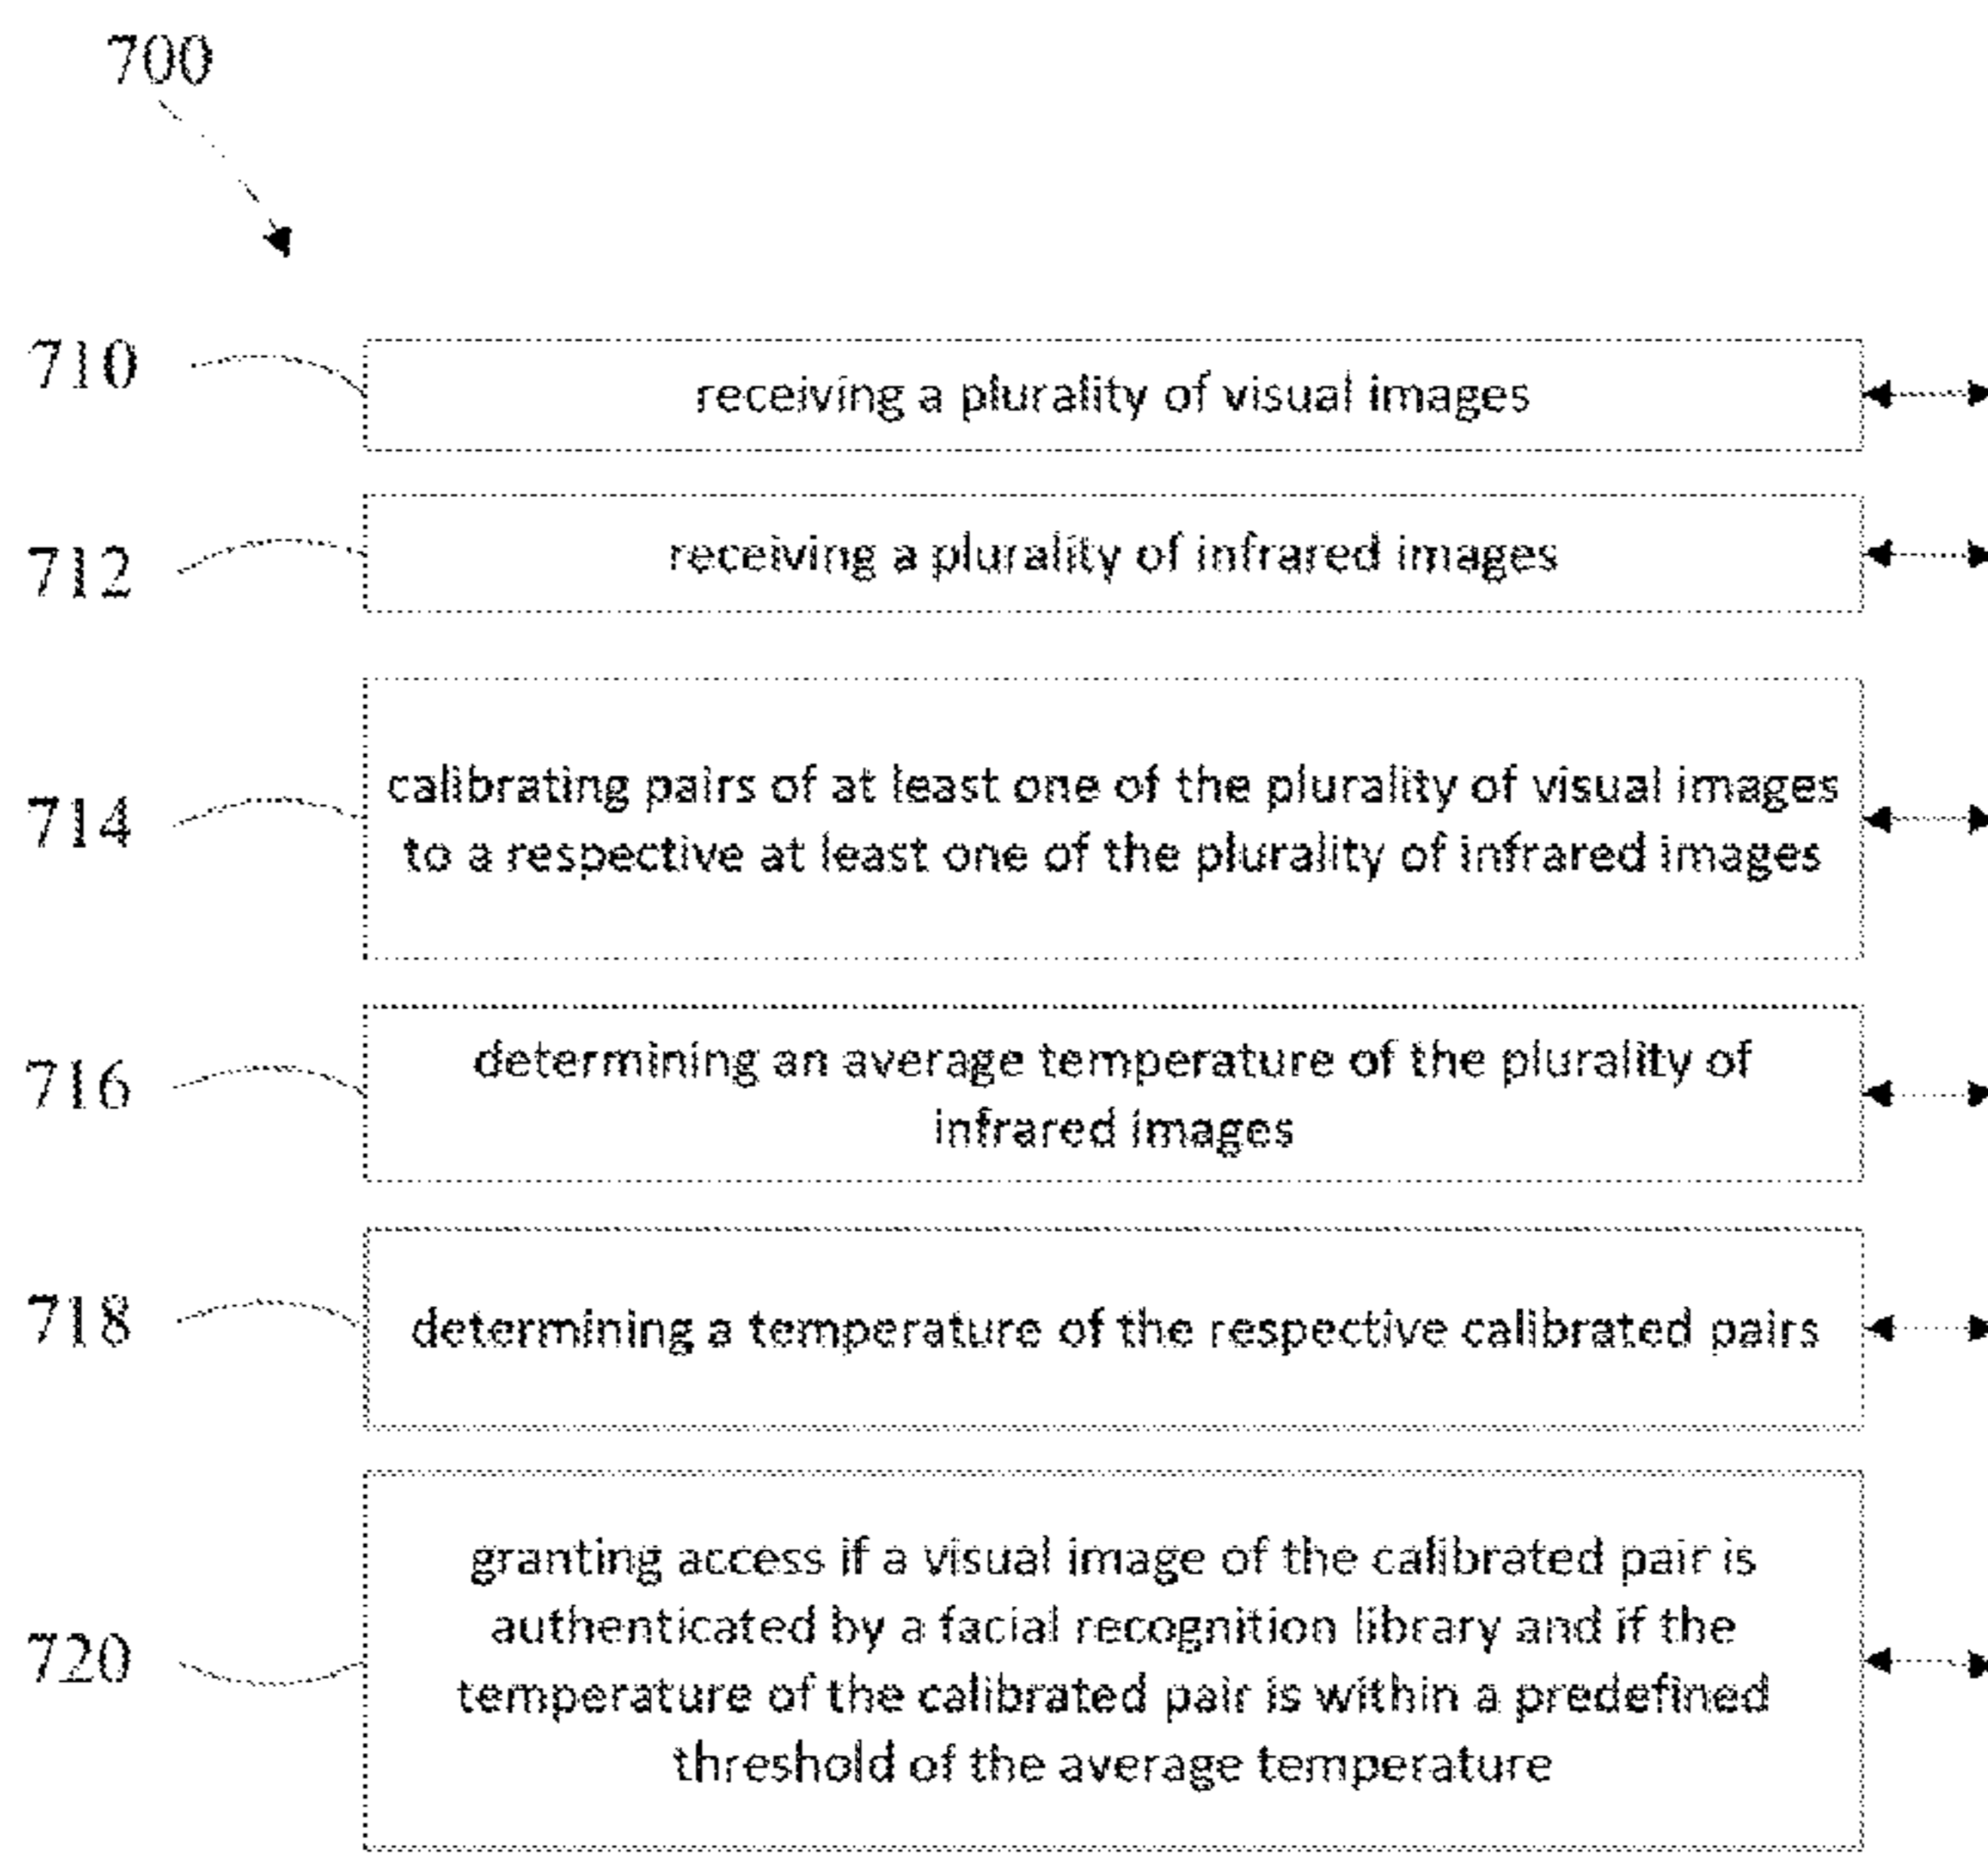 700
710
receiving a plurality of visual images
712
receiving a plurality of infrared images
714
calibrating pairs of at least one of the plurality of visual images
to a respective at least one of the plurality of infrared images
716
determining an average temperature of the plurality of
infrared images
718
determining a temperature of the respective calibrated pairs
720
granting access if a visual image of the calibrated pair is
authenticated by a facial recognition library and if the
temperature of the calibrated pair is within a predefined
threshold of the average temperature